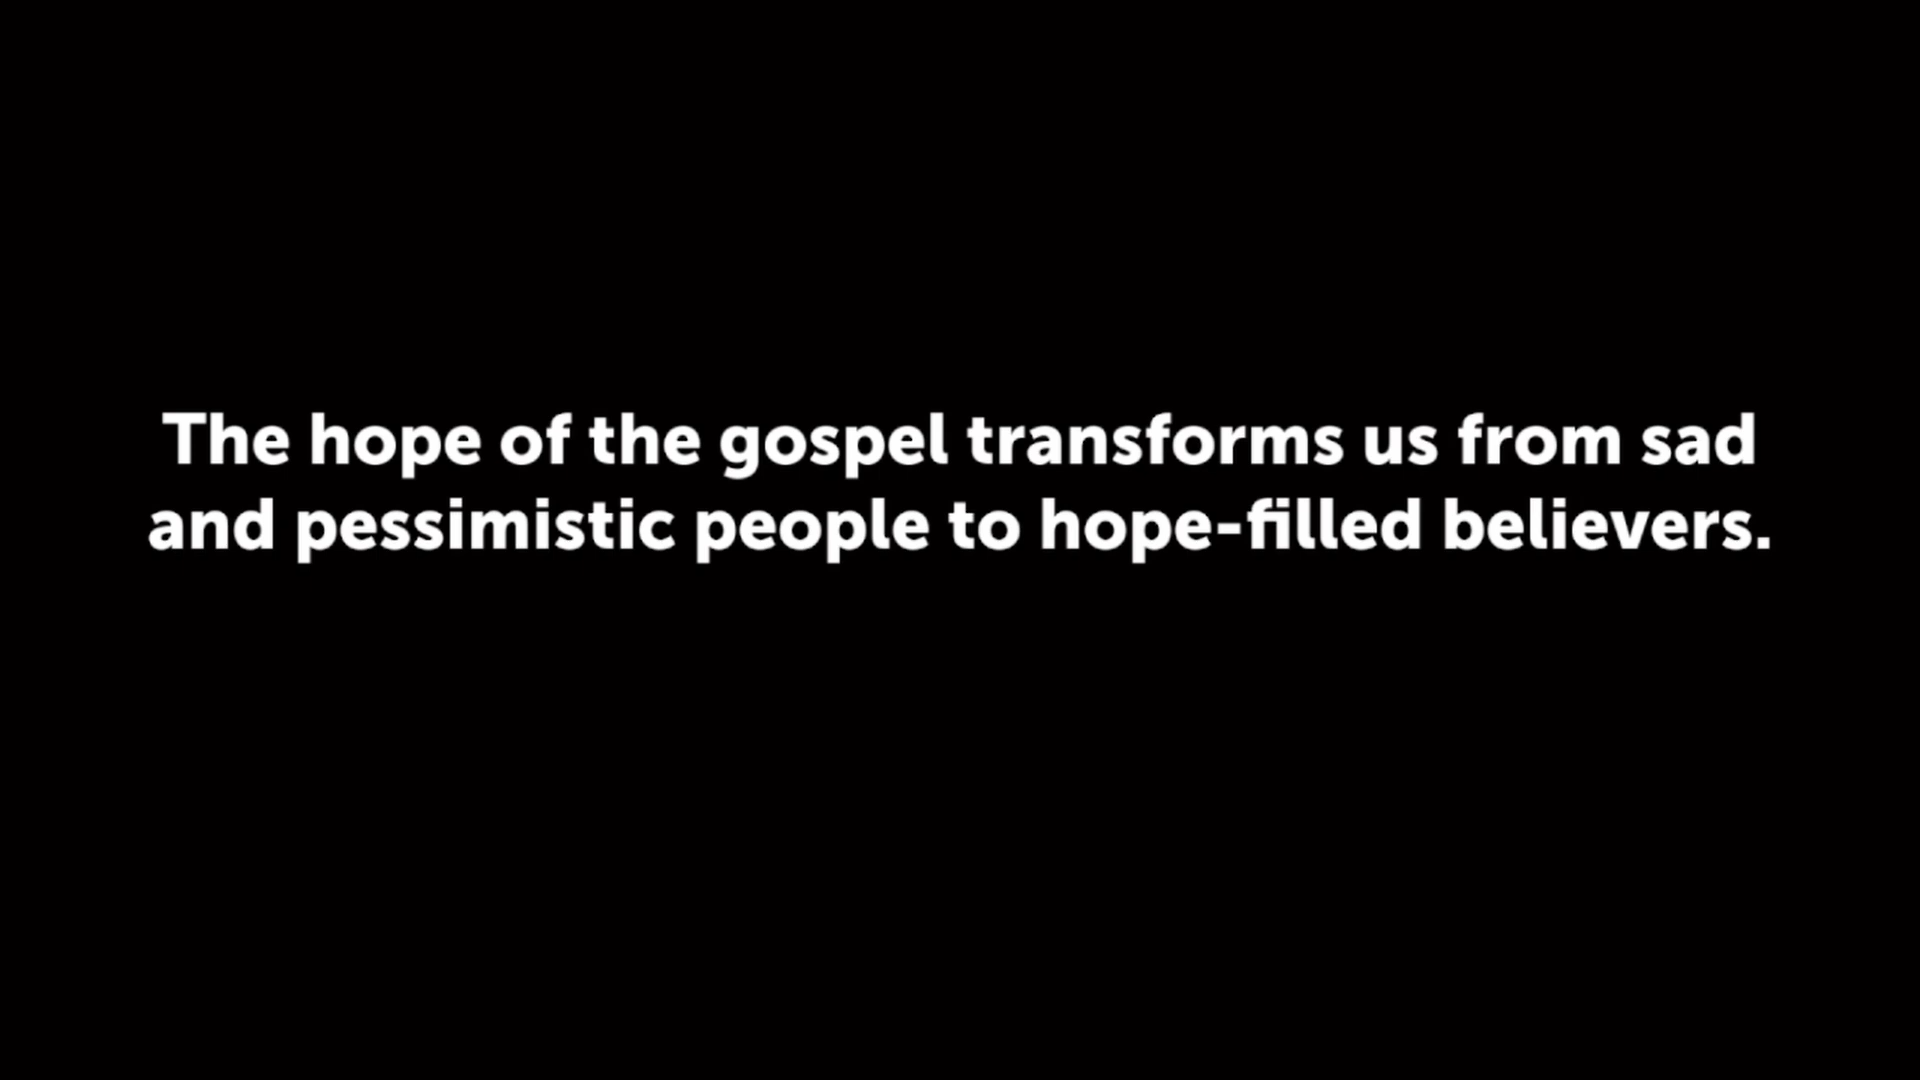 The hope of the gospel transforms us from sad
and pessimistic people to hope-filled believers.